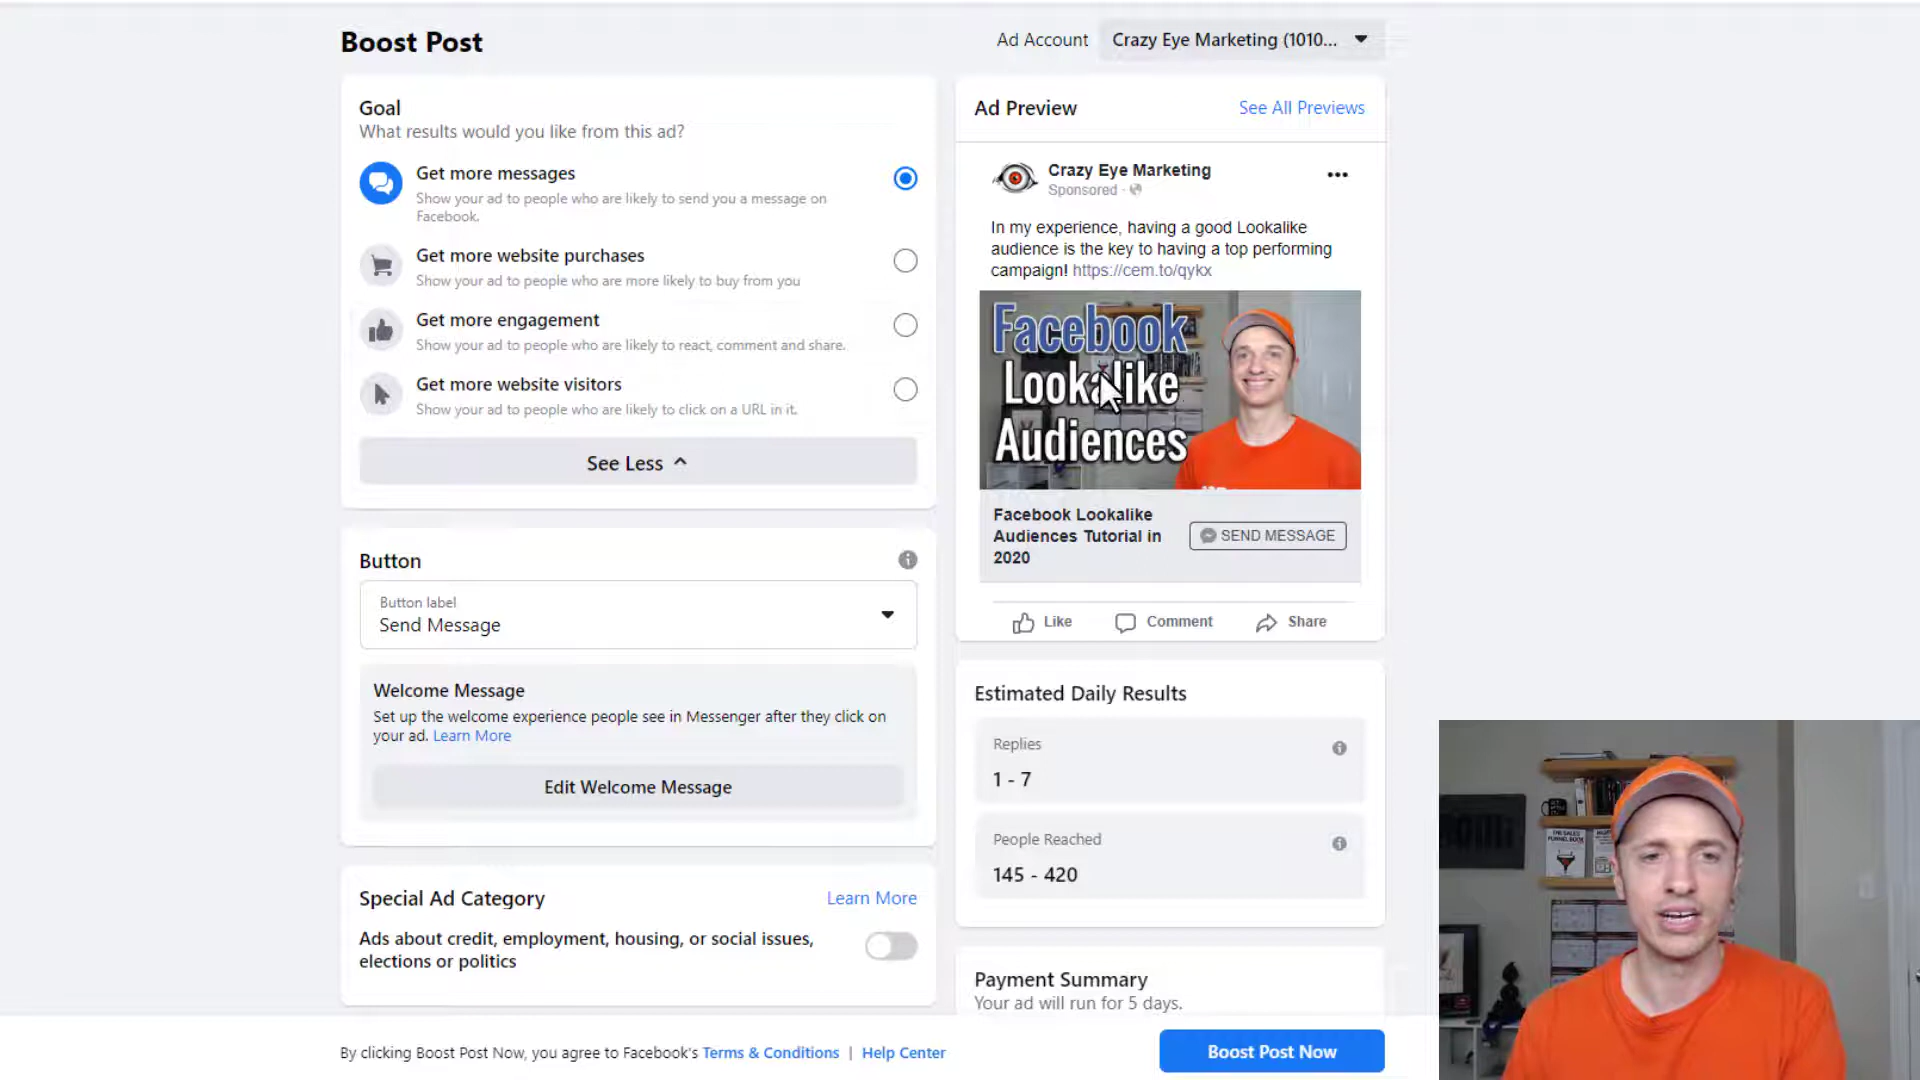 Boost Post
Ad Account
Crazy Eye Marketing (1010...
Goal
What results would you like from this ad?
Get more messages
Show your ad to people who are likely to send you a message on
Facebook.
Get more website purchases
Show your ad to people who are more likely to buy from you
Get more engagement
Show your ad to people who are likely to react, comment and share.
Get more website visitors
Show your ad to people who are likely to click on a URL in it.
See Less
Button
Button label
Send Message
Welcome Message
Set up the welcome experience people see in Messenger after they click on
your ad. Learn More
Edit Welcome Message
Special Ad Category
Learn More
Ads about credit, employment, housing, or social issues,
elections or politics
Ad Preview
See All Previews
Crazy Eye Marketing
Sponsored ·
In my experience, having a good Lookalike
audience is the key to having a top performing
campaign! https://cem.to/qykx
Facebook
Lookalike
Audiences
Facebook Lookalike
Audiences Tutorial in
2020
SEND MESSAGE
Like
Comment
Share
Estimated Daily Results
Replies
1 - 7
People Reached
145 - 420
Payment Summary
Your ad will run for 5 days.
By clicking Boost Post Now, you agree to Facebook's Terms & Conditions | Help Center
Boost Post Now
THE SALES
FUNNEL BOOK